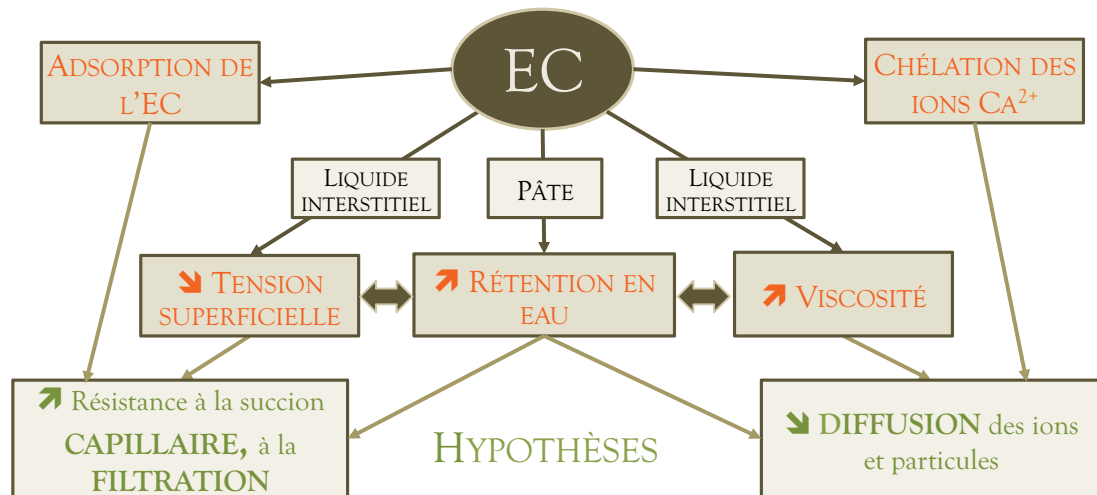 EC
ADSORPTION DE
L'EC
CHÉLATION DES
IONS CA²⁺
LIQUIDE
INTERSTITIEL
PÂTE
LIQUIDE
INTERSTITIEL
↘ TENSION
SUPERFICIELLE
↗ RÉTENTION EN
EAU
↗ VISCOSITÉ
↗ Résistance à la succion
CAPILLAIRE, à la
FILTRATION
HYPOTHÈSES
↘ DIFFUSION des ions
et particules